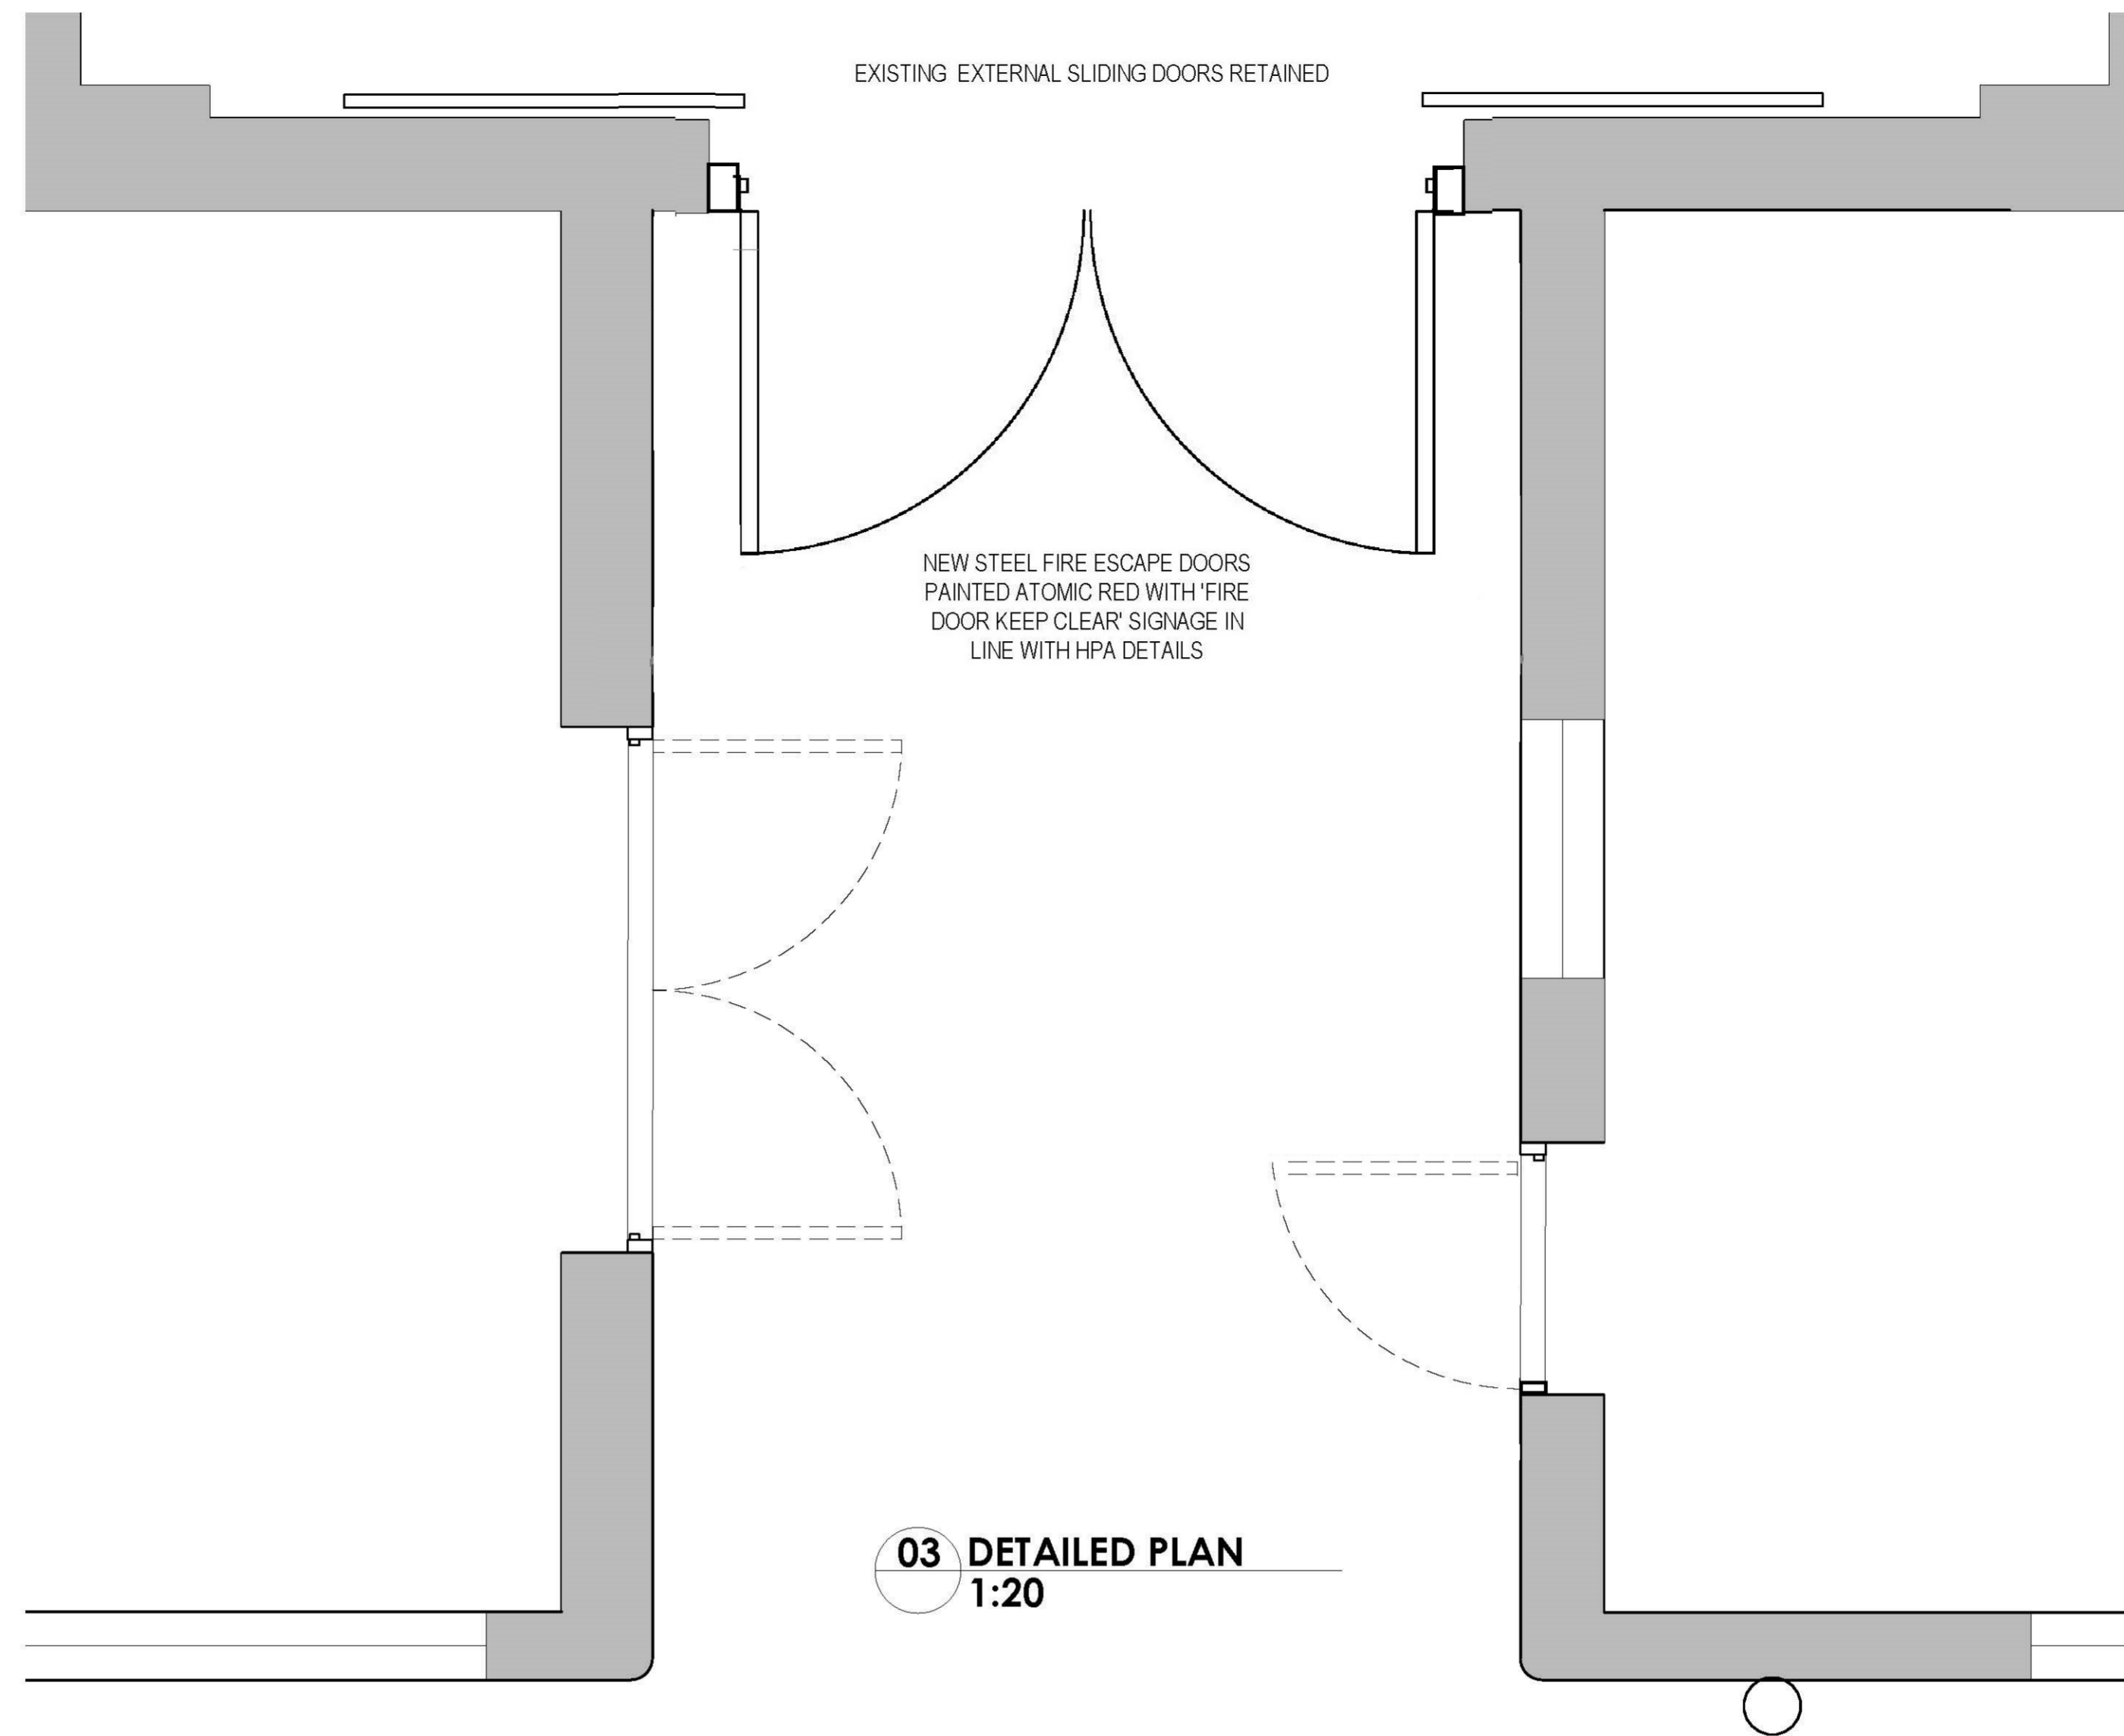 EXISTING EXTERNAL SLIDING DOORS RETAINED
NEW STEEL FIRE ESCAPE DOORS
PAINTED ATOMIC RED WITH 'FIRE
DOOR KEEP CLEAR' SIGNAGE IN
LINE WITH HPA DETAILS
03 DETAILED PLAN
1:20